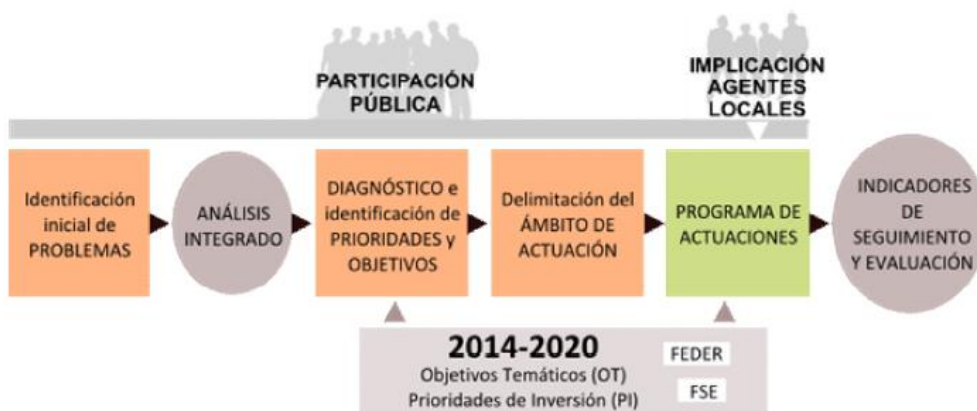 PARTICIPACIÓN
PÚBLICA
IMPLICACIÓN
AGENTES
LOCALES
Identificación
inicial de
PROBLEMAS
ANÁLISIS
INTEGRADO
DIAGNÓSTICO e
identificación de
PRIORIDADES y
OBJETIVOS
Delimitación del
ÁMBITO DE
ACTUACIÓN
PROGRAMA DE
ACTUACIONES
INDICADORES
DE
SEGUIMIENTO
Y EVALUACIÓN
2014-2020
Objetivos Temáticos (OT)
Prioridades de Inversión (PI)
FEDER
FSE